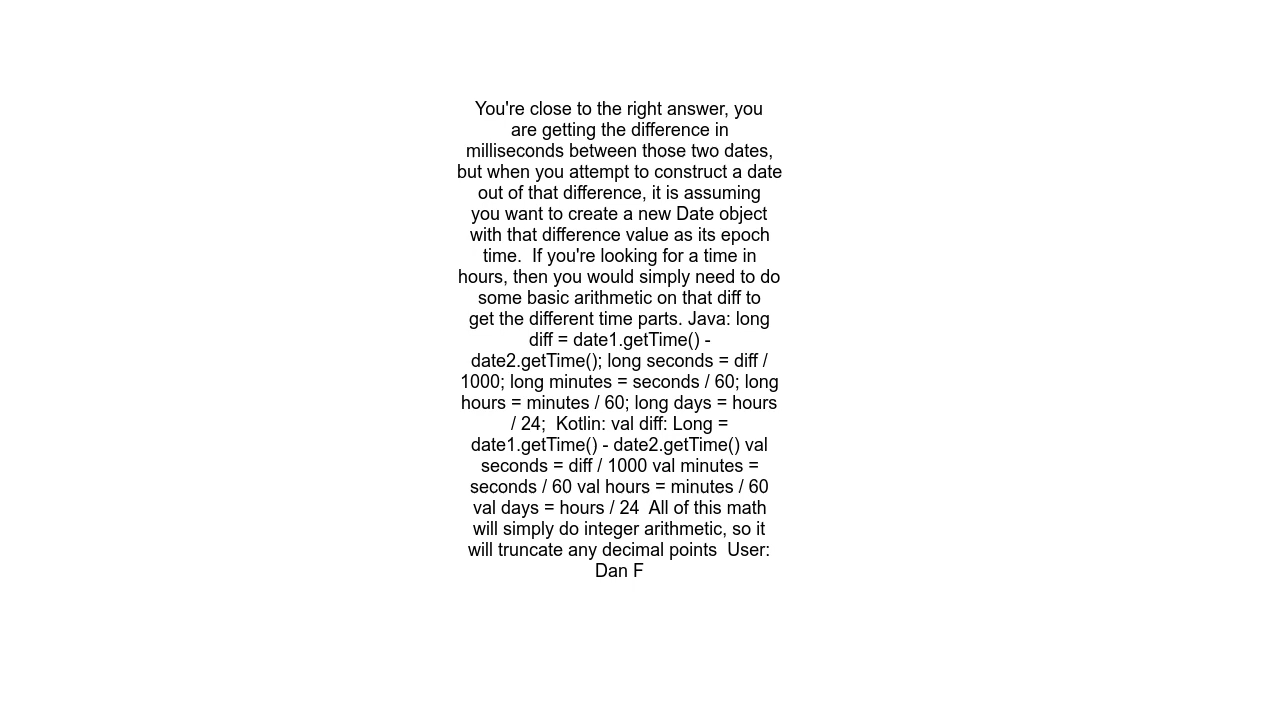 You're close to the right answer, you
are getting the difference in
milliseconds between those two dates,
but when you attempt to construct a date
out of that difference, it is assuming
you want to create a new Date object
with that difference value as its epoch
time.  If you're looking for a time in
hours, then you would simply need to do
some basic arithmetic on that diff to
get the different time parts. Java: long
diff = date1.getTime() -
date2.getTime(); long seconds = diff /
1000; long minutes = seconds / 60; long
hours = minutes / 60; long days = hours
/ 24;  Kotlin: val diff: Long =
date1.getTime() - date2.getTime() val
seconds = diff / 1000 val minutes =
seconds / 60 val hours = minutes / 60
val days = hours / 24  All of this math
will simply do integer arithmetic, so it
will truncate any decimal points  User:
Dan F